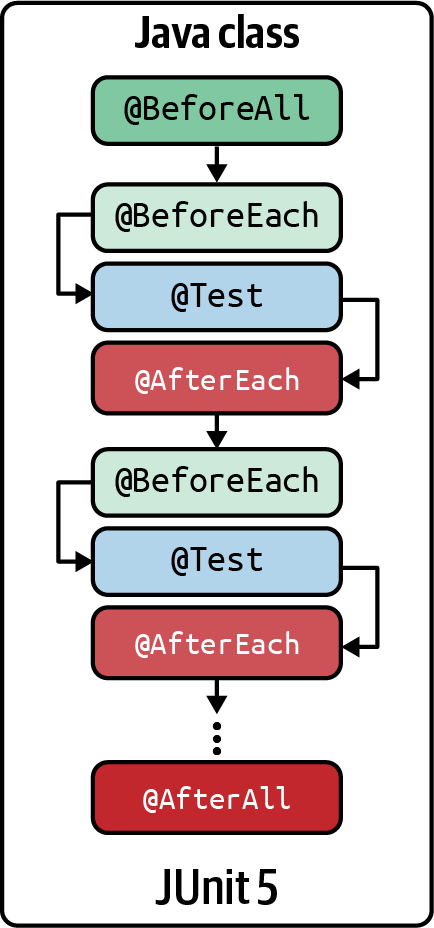 Java class
@BeforeAll
@BeforeEach
@Test
@AfterEach
@BeforeEach
@Test
@AfterEach
@AfterAll
JUnit 5